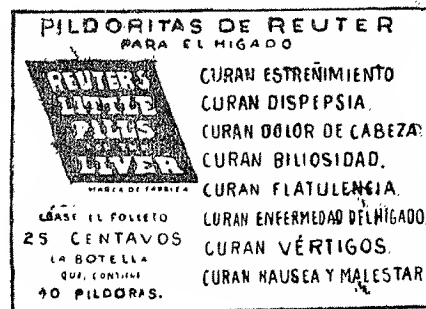 PILDORITAS DE REUTER
PARA EL HIGADO
REUTER'S
LITTLE
PILLS
LIVER
MARCA DE FABRICA
CURAN ESTREÑIMIENTO
CURAN DISPEPSIA.
CURAN DOLOR DE CABEZA
CURAN BILIOSIDAD.
CURAN FLATULENCIA.
CURAN ENFERMEDAD DEL HIGADO.
CURAN VÉRTIGOS.
CURAN NAUSEA Y MALESTAR
EL FOLLETO
25 CENTAVOS
LA BOTELLA
QUE CONTIENE
40 PILDORAS.